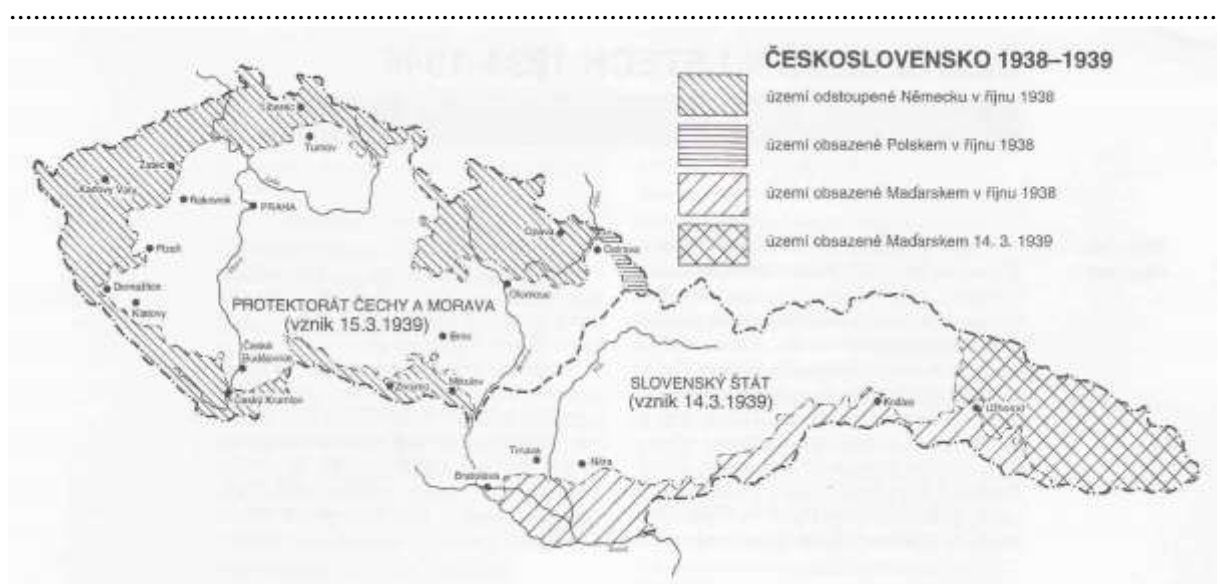 ČESKOSLOVENSKO 1938–1939
území odstoupené Německu v říjnu 1938
území obsazené Polskem v říjnu 1938
území obsazené Maďarskem v říjnu 1938
území obsazené Maďarskem 14. 3. 1939
Liberec
Turnov
Žatec
Karlovy Vary
Rakovník
PRAHA
Plzeň
Opava
Ostrava
Domažlice
Klatovy
Olomouc
PROTEKTORÁT ČECHY A MORAVA
(vznik 15.3.1939)
Brno
České
Budějovice
Znojmo
Mikulov
Český Krumlov
SLOVENSKÝ ŠTÁT
(vznik 14.3.1939)
Košice
Užhorod
Trnava
Nitra
Bratislava